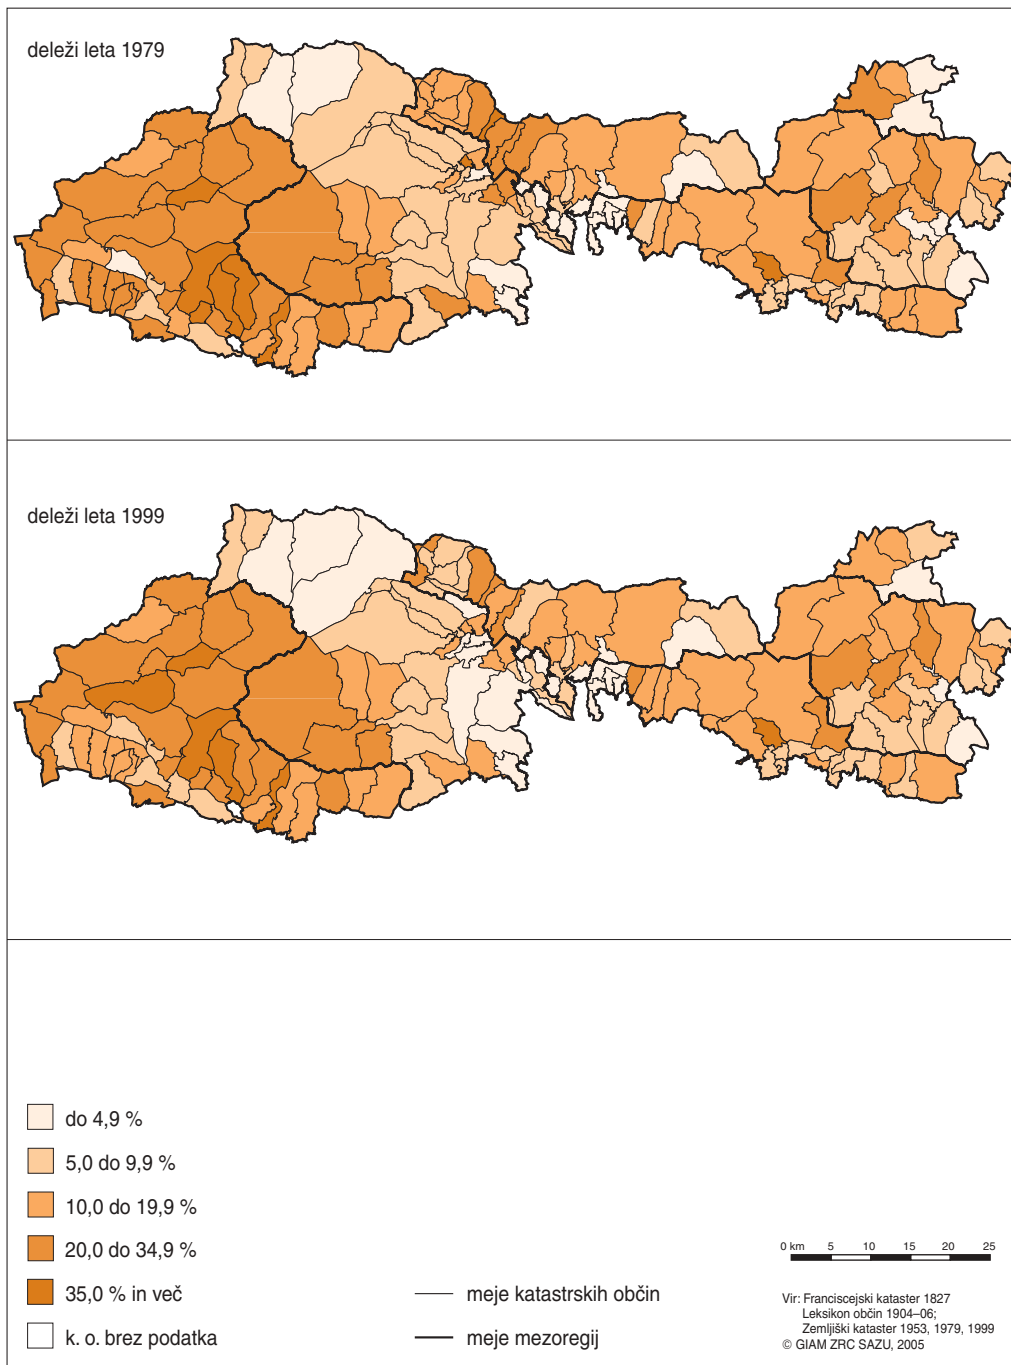 deleži leta 1979
deleži leta 1999
do 4,9 %
5,0 do 9,9 %
10,0 do 19,9 %
20,0 do 34,9 %
35,0 % in več
k. o. brez podatka
meje katastrskih občin
meje mezoregij
0 km 5 10 15 20 25
Vir: Franciscejski kataster 1827
Leksikon občin 1904–06;
Zemljiški kataster 1953, 1979, 1999
© GIAM ZRC SAZU, 2005